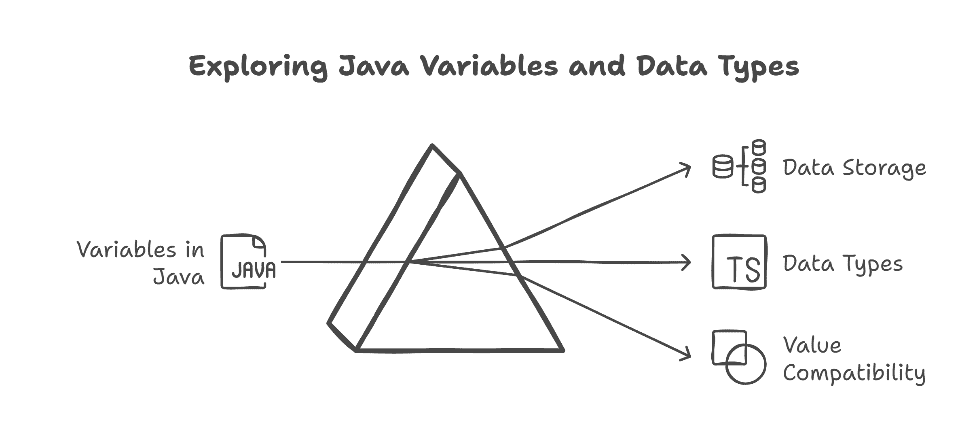 Exploring Java Variables and Data Types
Variables in
Java
JAVA
Data Storage
TS
Data Types
Value
Compatibility